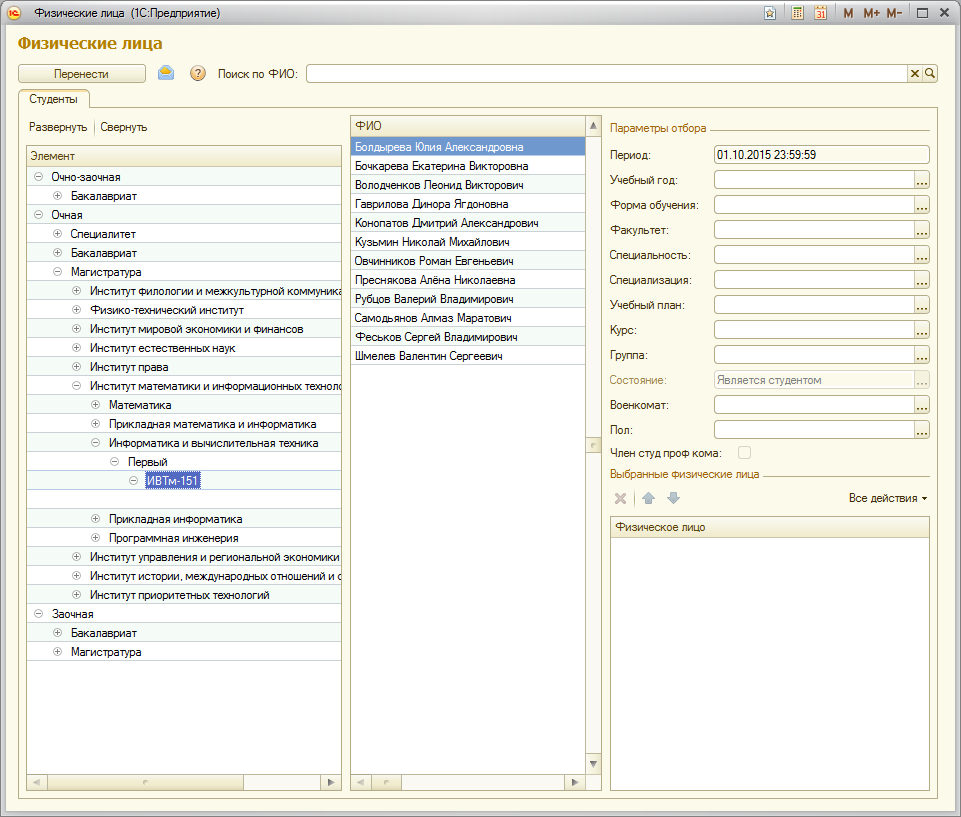 Физические лица (1С:Предприятие)
31 M M+ M-
Физические лица
Перенести
? Поиск по ФИО:
Студенты
Развернуть Свернуть
Элемент
Очно-заочная
Бакалавриат
Очная
Специалитет
Бакалавриат
Магистратура
Институт филологии и межкультурной коммуника
Физико-технический институт
Институт мировой экономики и финансов
Институт естественных наук
Институт права
Институт математики и информационных техноло
Математика
Прикладная математика и информатика
Информатика и вычислительная техника
Первый
ИВТм-151
Прикладная информатика
Программная инженерия
Институт управления и региональной экономики
Институт истории, международных отношений и с
Институт приоритетных технологий
Заочная
Бакалавриат
Магистратура
ФИО
Болдырева Юлия Александровна
Бочкарева Екатерина Викторовна
Володченков Леонид Викторович
Гаврилова Динора Ягдоновна
Конопатов Дмитрий Александрович
Кузьмин Николай Михайлович
Овчинников Роман Евгеньевич
Преснякова Алёна Николаевна
Рубцов Валерий Владимирович
Самодьянов Алмаз Маратович
Феськов Сергей Владимирович
Шмелев Валентин Сергеевич
Параметры отбора
Период: 01.10.2015 23:59:59
Учебный год: ...
Форма обучения: ...
Факультет: ...
Специальность: ...
Специализация: ...
Учебный план: ...
Курс: ...
Группа: ...
Состояние: Является студентом ...
Военкомат: ...
Пол: ...
Член студ проф кома:
Выбранные физические лица
Все действия
Физическое лицо